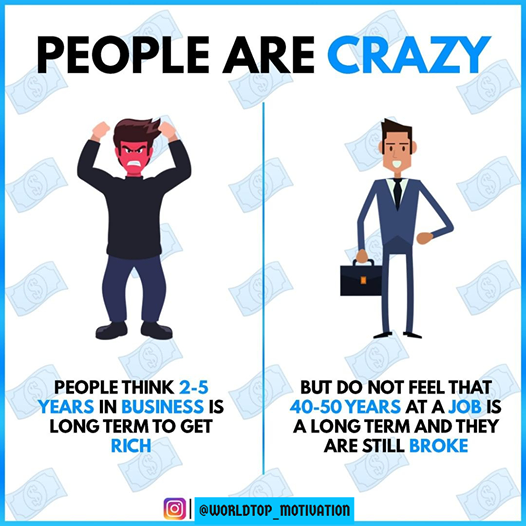 PEOPLE ARE CRAZY
PEOPLE THINK 2-5
YEARS IN BUSINESS IS
LONG TERM TO GET
RICH
BUT DO NOT FEEL THAT
40-50 YEARS AT A JOB IS
A LONG TERM AND THEY
ARE STILL BROKE
@WORLDTOP_MOTIVATION